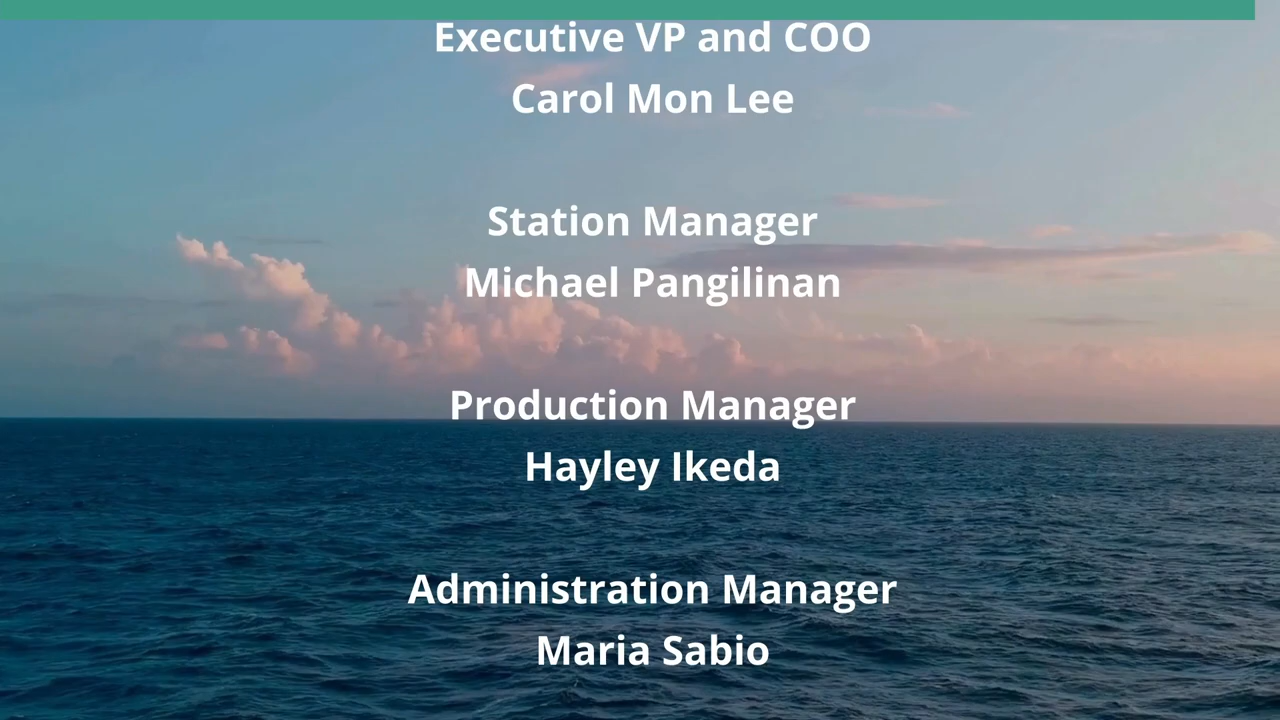 Executive VP and COO
Carol Mon Lee
Station Manager
Michael Pangilinan
Production Manager
Hayley Ikeda
Administration Manager
Maria Sabio